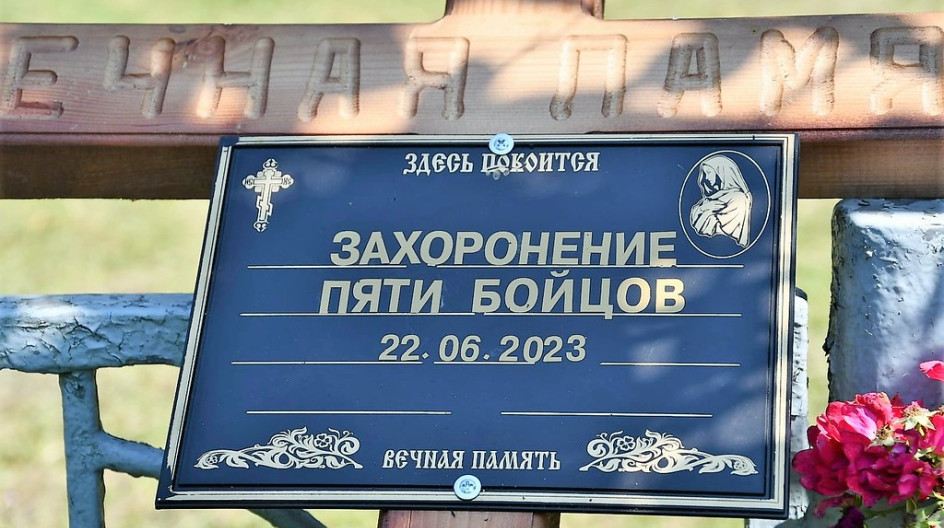 ЕЧНАЯ ПАМЯ
ЗДЕСЬ ПОКОИТСЯ
ЗАХОРОНЕНИЕ
ПЯТИ БОЙЦОВ
22.06.2023
ВЕЧНАЯ ПАМЯТЬ